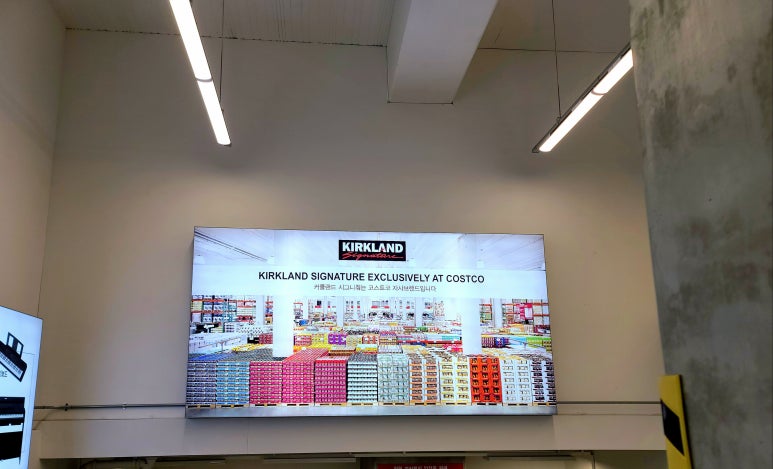 KIRKLAND
Signature
KIRKLAND SIGNATURE EXCLUSIVELY AT COSTCO
커클랜드 시그니춰는 코스트코 자사브랜드입니다